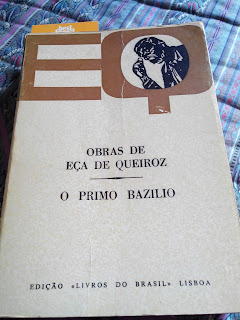 EQ
OBRAS DE
EÇA DE QUEIROZ
O PRIMO BAZILIO
EDIÇÃO «LIVROS DO BRASIL» LISBOA